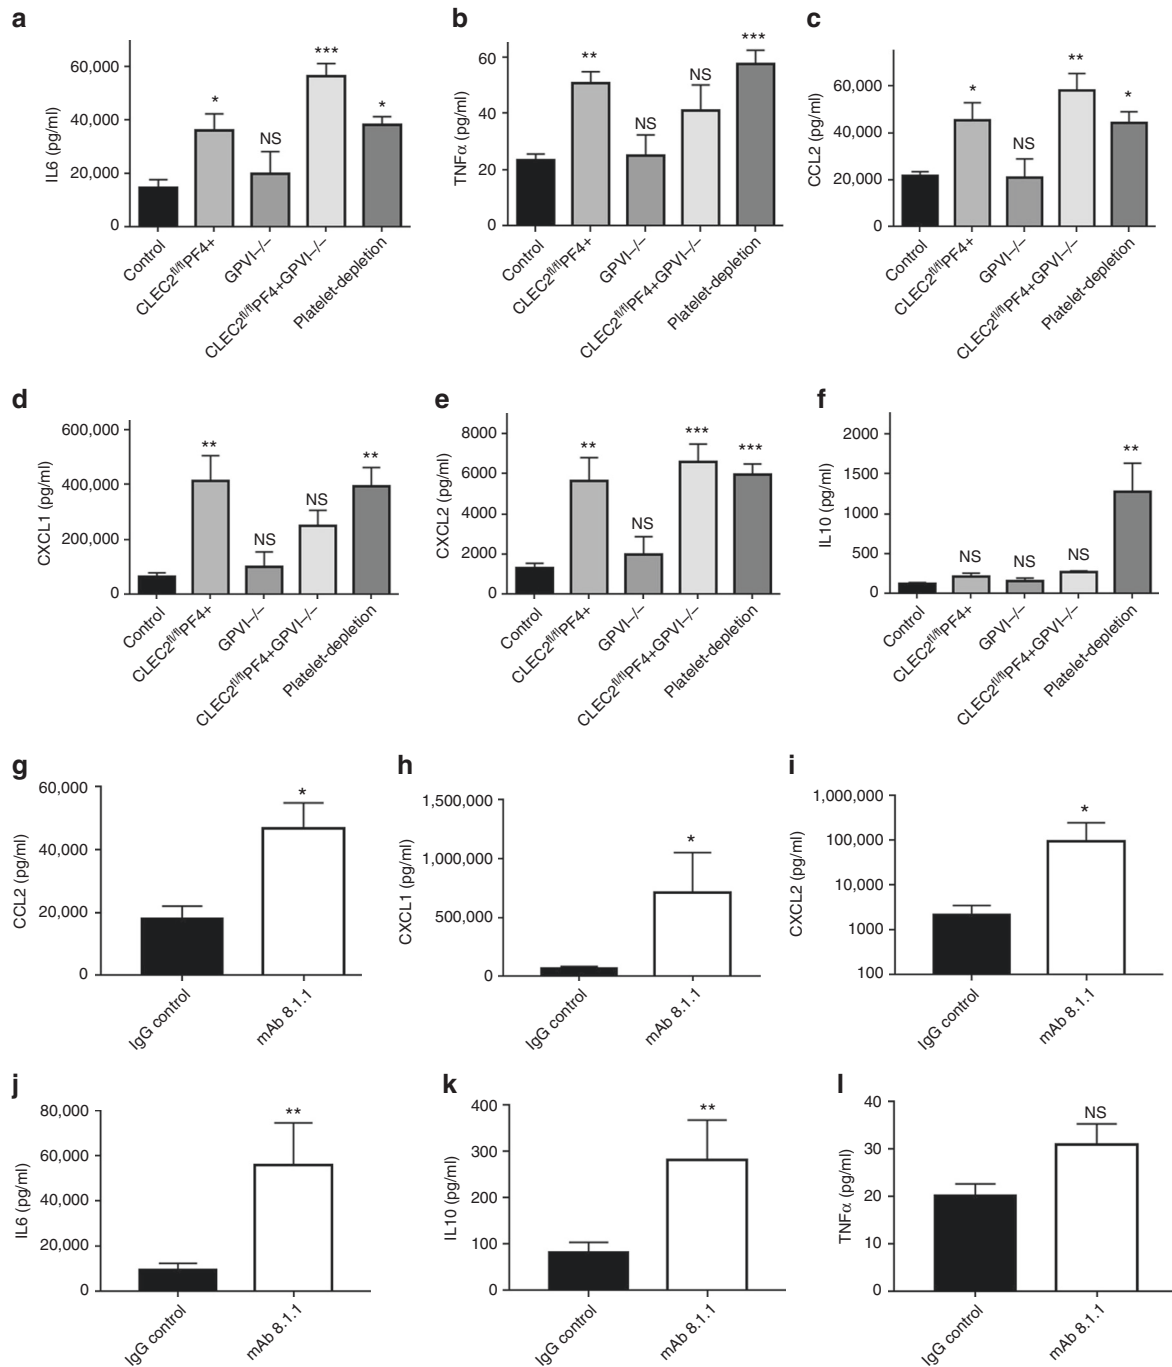 a
IL6 (pg/ml)
60,000
40,000
20,000
0
*
NS
***
*
Control
CLEC2fl/flPF4+
GPVI–/–
CLEC2fl/flPF4+GPVI–/–
Platelet-depletion
b
TNFα (pg/ml)
60
40
20
0
**
NS
NS
***
Control
CLEC2fl/flPF4+
GPVI–/–
CLEC2fl/flPF4+GPVI–/–
Platelet-depletion
c
CCL2 (pg/ml)
60,000
40,000
20,000
0
*
NS
**
*
Control
CLEC2fl/flPF4+
GPVI–/–
CLEC2fl/flPF4+GPVI–/–
Platelet-depletion
d
CXCL1 (pg/ml)
600,000
400,000
200,000
0
**
NS
NS
**
Control
CLEC2fl/flPF4+
GPVI–/–
CLEC2fl/flPF4+GPVI–/–
Platelet-depletion
e
CXCL2 (pg/ml)
8000
6000
4000
2000
0
**
NS
***
***
Control
CLEC2fl/flPF4+
GPVI–/–
CLEC2fl/flPF4+GPVI–/–
Platelet-depletion
f
IL10 (pg/ml)
2000
1500
1000
500
0
NS
NS
NS
**
Control
CLEC2fl/flPF4+
GPVI–/–
CLEC2fl/flPF4+GPVI–/–
Platelet-depletion
g
CCL2 (pg/ml)
60,000
40,000
20,000
0
*
IgG control
mAb 8.1.1
h
CXCL1 (pg/ml)
1,500,000
1,000,000
500,000
0
*
IgG control
mAb 8.1.1
i
CXCL2 (pg/ml)
1,000,000
100,000
10,000
1000
100
*
IgG control
mAb 8.1.1
j
IL6 (pg/ml)
80,000
60,000
40,000
20,000
0
**
IgG control
mAb 8.1.1
k
IL10 (pg/ml)
400
300
200
100
0
**
IgG control
mAb 8.1.1
l
TNFα (pg/ml)
40
30
20
10
0
NS
IgG control
mAb 8.1.1